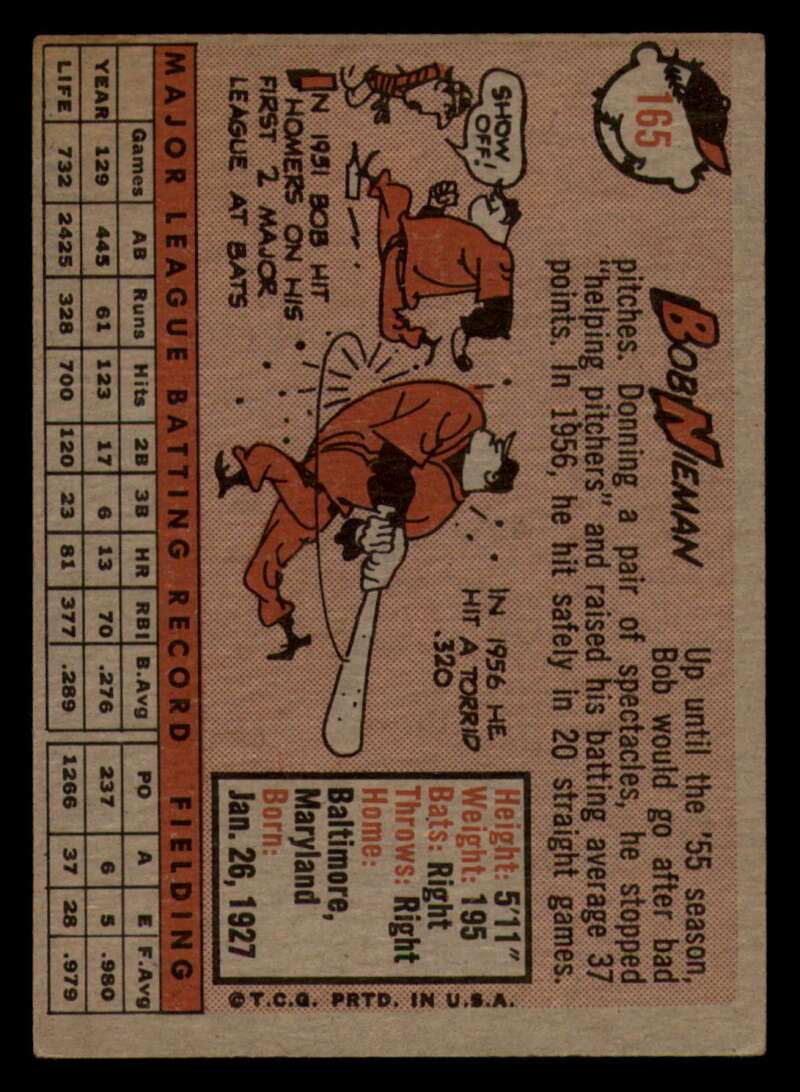 165
BOB NIEMAN
Up until the '55 season,
Bob would go after bad
pitches. Donning a pair of spectacles, he stopped
"helping pitchers" and raised his batting average 37
points. In 1956, he hit safely in 20 straight games.
SHOW
OFF!
IN 1951 BOB HIT
HOMERS ON HIS
FIRST 2 MAJOR
LEAGUE AT BATS
IN 1956 HE
HIT A TORRID
.320
Height: 5'11"
Weight: 195
Bats: Right
Throws: Right
Home:
Baltimore,
Maryland
Born:
Jan. 26, 1927
© T.C.G. PRTD. IN U.S.A.
MAJOR LEAGUE BATTING RECORD FIELDING
Games AB Runs Hits 2B 3B HR RBI B.Avg PO A E F.Avg
YEAR 129 445 61 123 17 6 13 70 .276 237 6 5 .980
LIFE 732 2425 328 700 120 23 81 377 .289 1266 37 28 .979